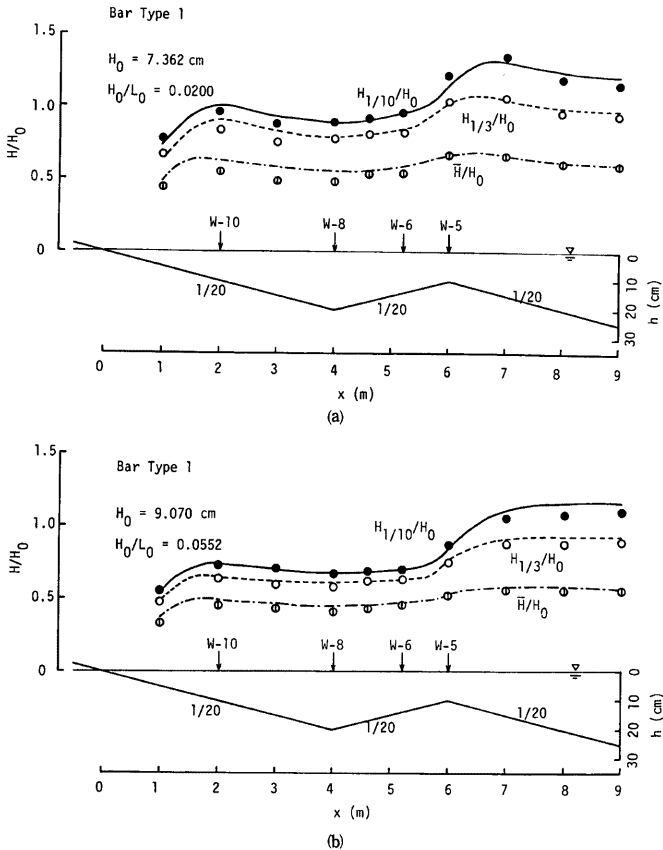 Bar Type 1
H0 = 7.362 cm
H0/L0 = 0.0200
H1/10/H0
H1/3/H0
H̅/H0
H/H0
1.5
1.0
0.5
0
W-10
W-8
W-6
W-5
1/20
1/20
1/20
0
10
20
30
h (cm)
0 1 2 3 4 5 6 7 8 9
x (m)
(a)
Bar Type 1
H0 = 9.070 cm
H0/L0 = 0.0552
H1/10/H0
H1/3/H0
H̅/H0
H/H0
1.5
1.0
0.5
0
W-10
W-8
W-6
W-5
1/20
1/20
1/20
0
10
20
30
h (cm)
0 1 2 3 4 5 6 7 8 9
x (m)
(b)